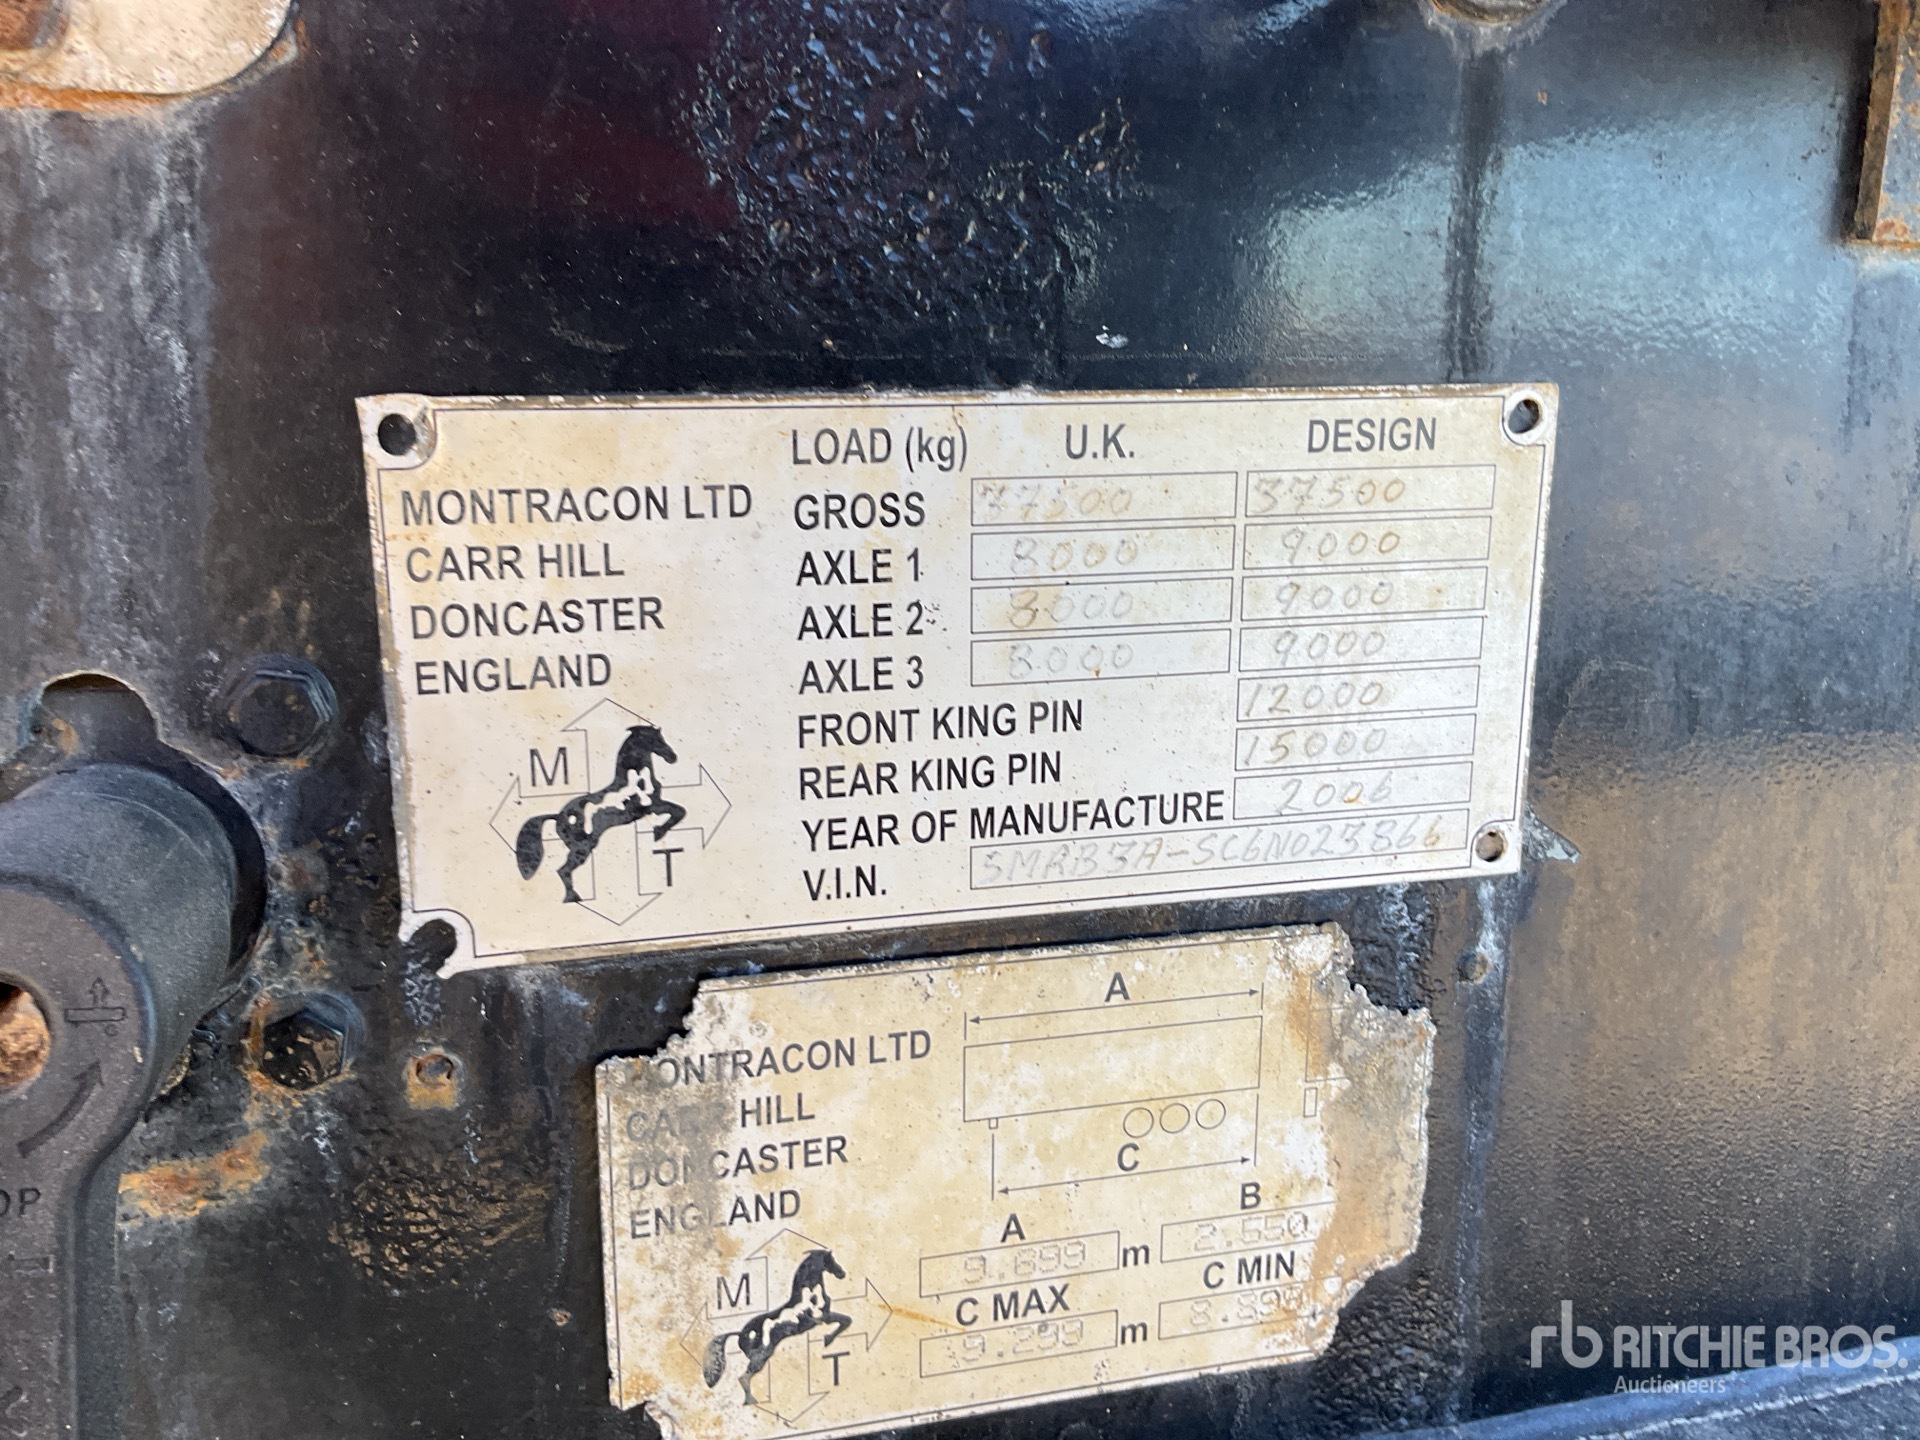 LOAD (kg) U.K. DESIGN
MONTRACON LTD
CARR HILL
DONCASTER
ENGLAND
GROSS 37500 37500
AXLE 1 8000 9000
AXLE 2 8000 9000
AXLE 3 8000 9000
FRONT KING PIN 12000
REAR KING PIN 15000
YEAR OF MANUFACTURE 2006
V.I.N. SMRB3A-SC6N023866
M
T
MONTRACON LTD
CARR HILL
DONCASTER
ENGLAND
M
T
A
C
A B
9.699 m 2.550
C MAX C MIN
9.299 m
OP
rb RITCHIE BROS.
Auctioneers